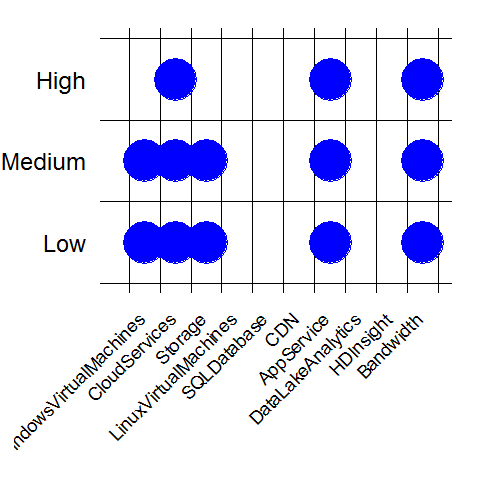 High
Medium
Low
ndowsVirtualMachines
CloudServices
Storage
LinuxVirtualMachines
SQLDatabase
CDN
AppService
DataLakeAnalytics
HDInsight
Bandwidth